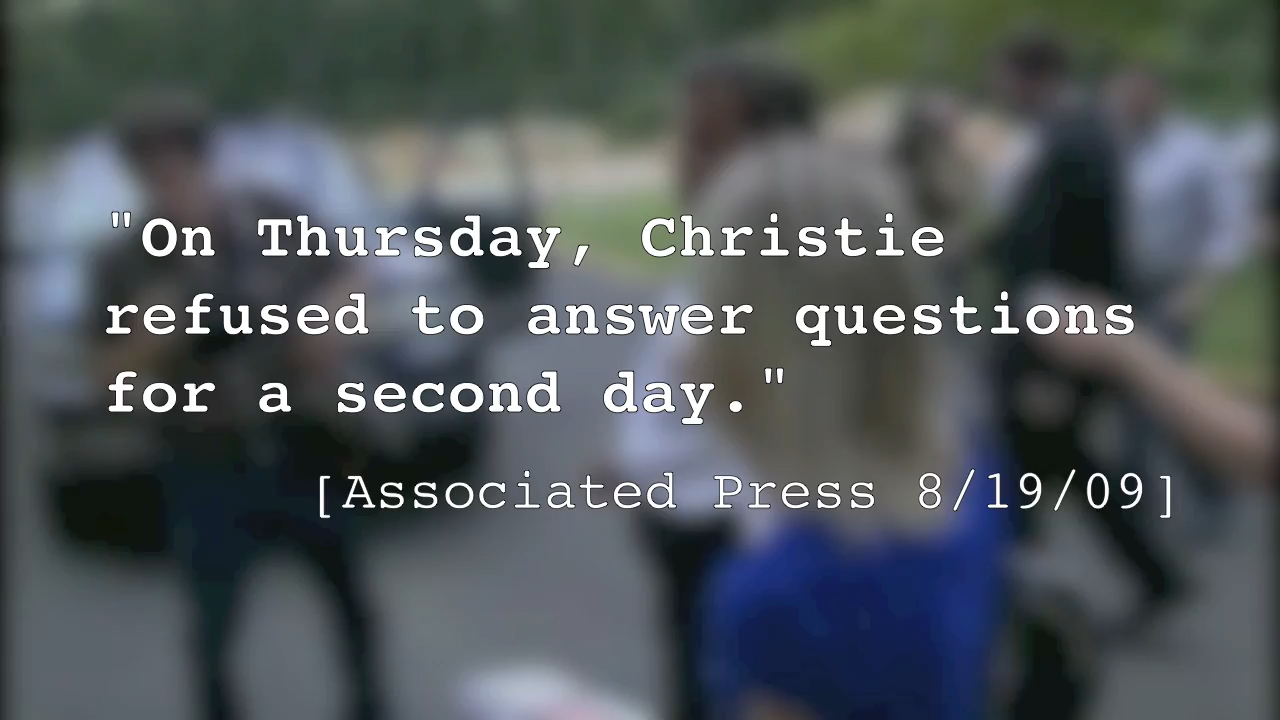 "On Thursday, Christie
refused to answer questions
for a second day."
[Associated Press 8/19/09]